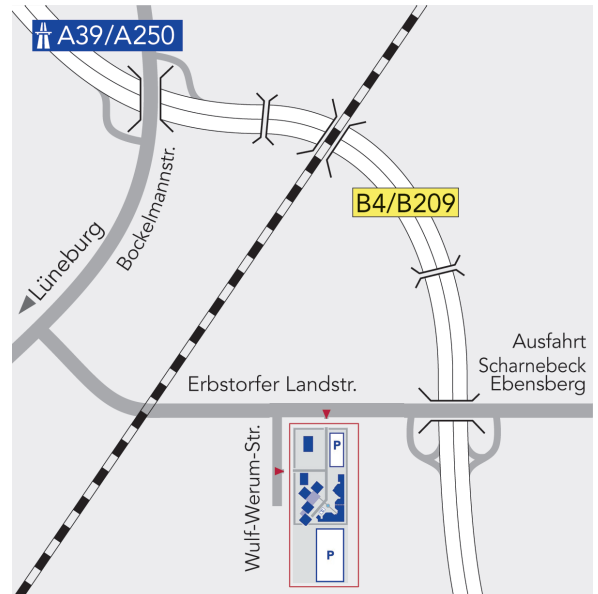 A39/A250
Bockelmannstr.
B4/B209
Lüneburg
Ausfahrt
Scharnebeck
Ebensberg
Erbstorfer Landstr.
Wulf-Werum-Str.
P
P